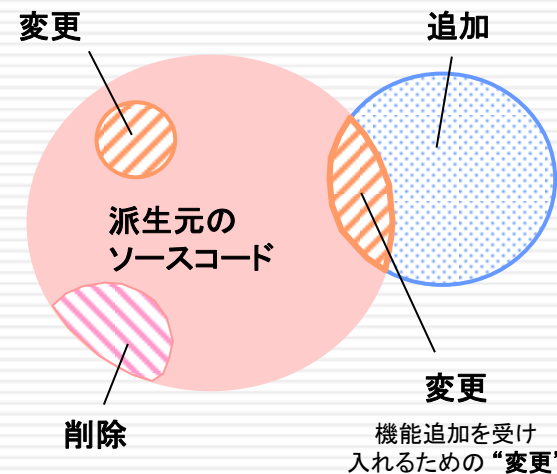 変更
追加
派生元の
ソースコード
変更
削除
機能追加を受け
入れるための “変更”